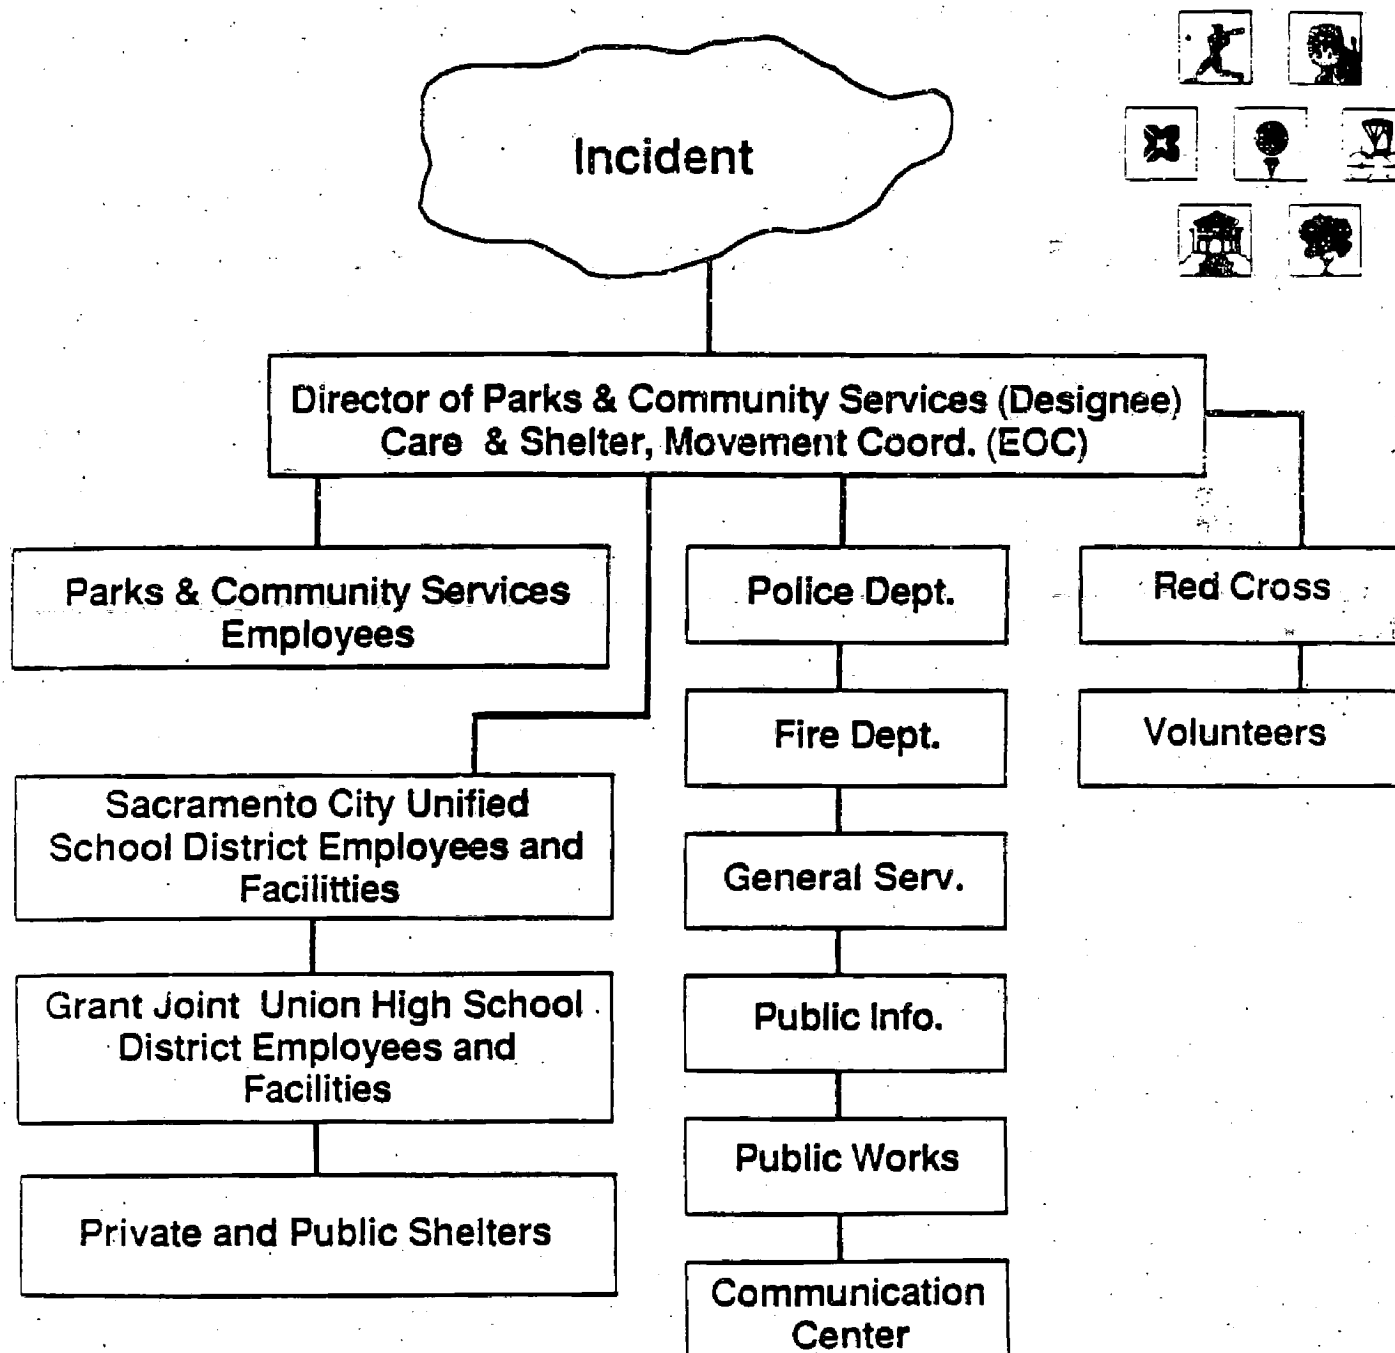 Incident
Director of Parks & Community Services (Designee)
Care & Shelter, Movement Coord. (EOC)
Parks & Community Services
Employees
Sacramento City Unified
School District Employees and
Facilitties
Grant Joint Union High School
District Employees and
Facilities
Private and Public Shelters
Police Dept.
Fire Dept.
General Serv.
Public Info.
Public Works
Communication
Center
Red Cross
Volunteers